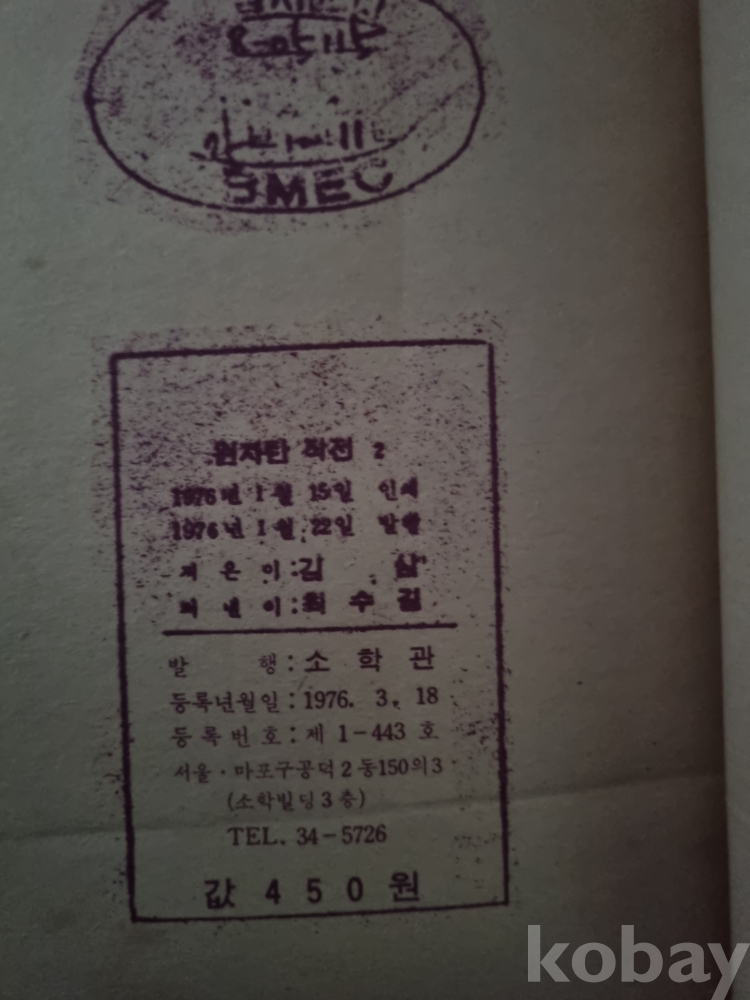 원자탄 작전 2
1976년 1월 15일 인쇄
1976년 1월 22일 발행
지 은 이 : 김 삼
펴 낸 이 : 최 수 걸
발 행 : 소 학 관
등록년월일 : 1976. 3. 18
등 록 번 호 : 제 1-443 호
서울 · 마포구공덕 2 동150의3
(소학빌딩 3 층)
TEL. 34-5726
값 4 5 0 원
kobay